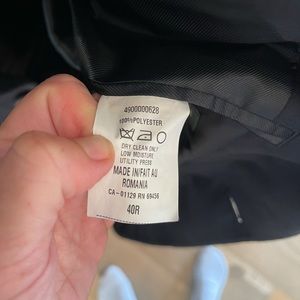 4900000628
100% POLYESTER
DRY CLEAN ONLY
LOW MOISTURE
UTILITY PRESS
MADE IN/FAIT AU
ROMANIA
CA-01129 RN 69456
40R